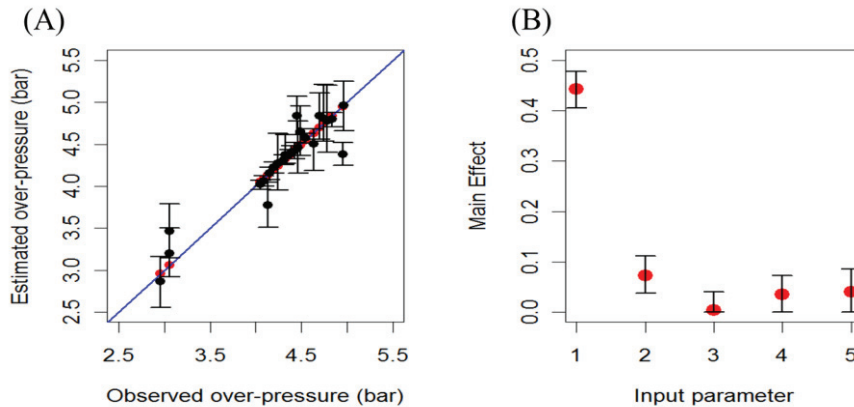 (A)
Estimated over-pressure (bar)
5.5
5.0
4.5
4.0
3.5
3.0
2.5
2.5 3.5 4.5 5.5
Observed over-pressure (bar)
(B)
Main Effect
0.5
0.4
0.3
0.2
0.1
0.0
1 2 3 4 5
Input parameter